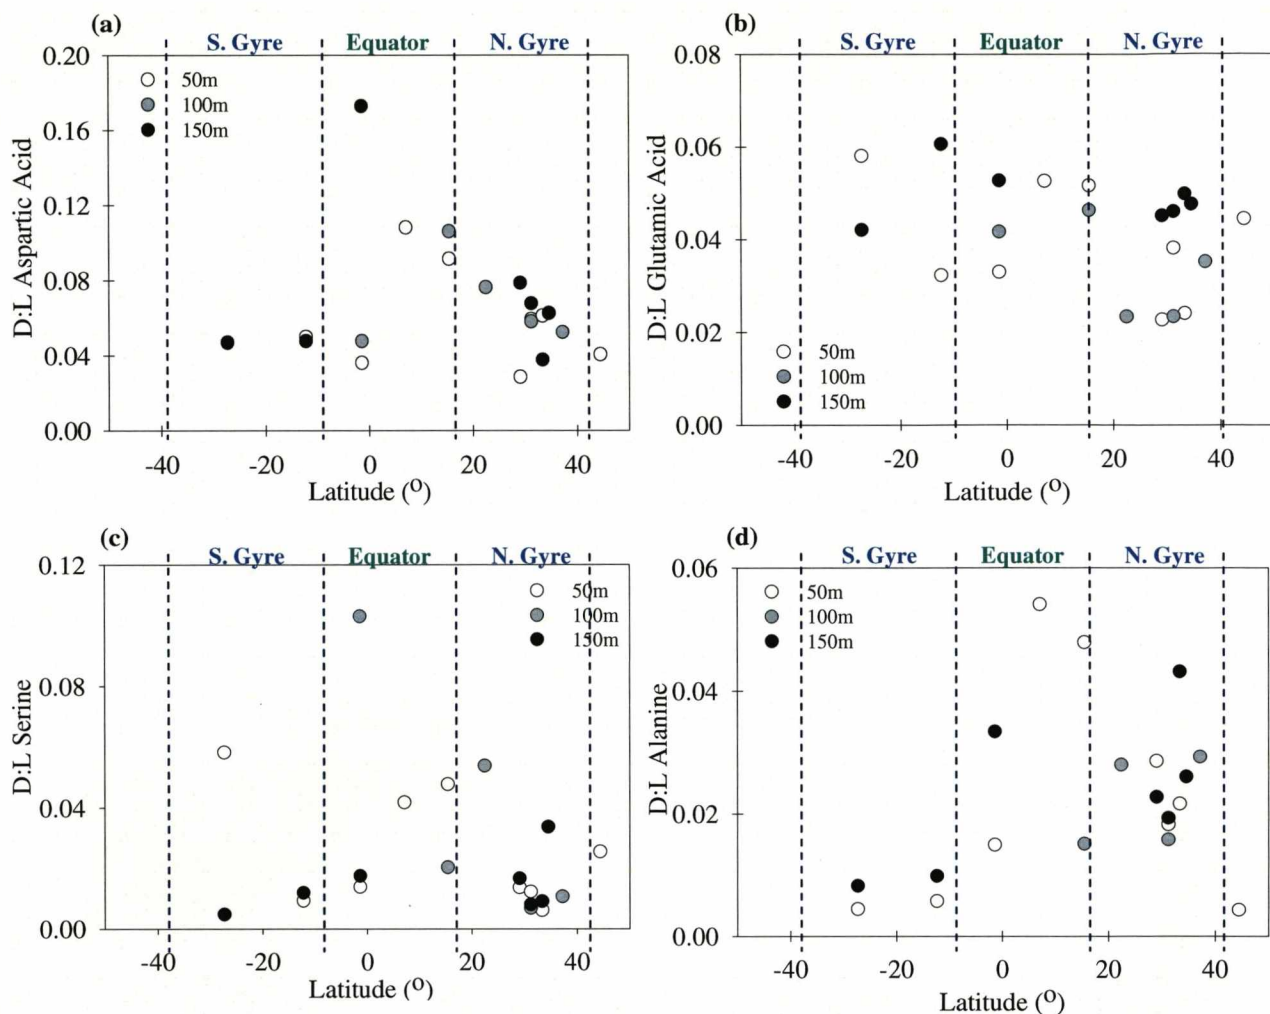 (a)
S. Gyre Equator N. Gyre
0.20
0.16
0.12
0.08
0.04
0.00
D:L Aspartic Acid
50m
100m
150m
-40 -20 0 20 40
Latitude (O)
(b)
S. Gyre Equator N. Gyre
0.08
0.06
0.04
0.02
0.00
D:L Glutamic Acid
50m
100m
150m
-40 -20 0 20 40
Latitude (O)
(c)
S. Gyre Equator N. Gyre
0.12
0.08
0.04
0.00
D:L Serine
50m
100m
150m
-40 -20 0 20 40
Latitude (O)
(d)
S. Gyre Equator N. Gyre
0.06
0.04
0.02
0.00
D:L Alanine
50m
100m
150m
-40 -20 0 20 40
Latitude (O)